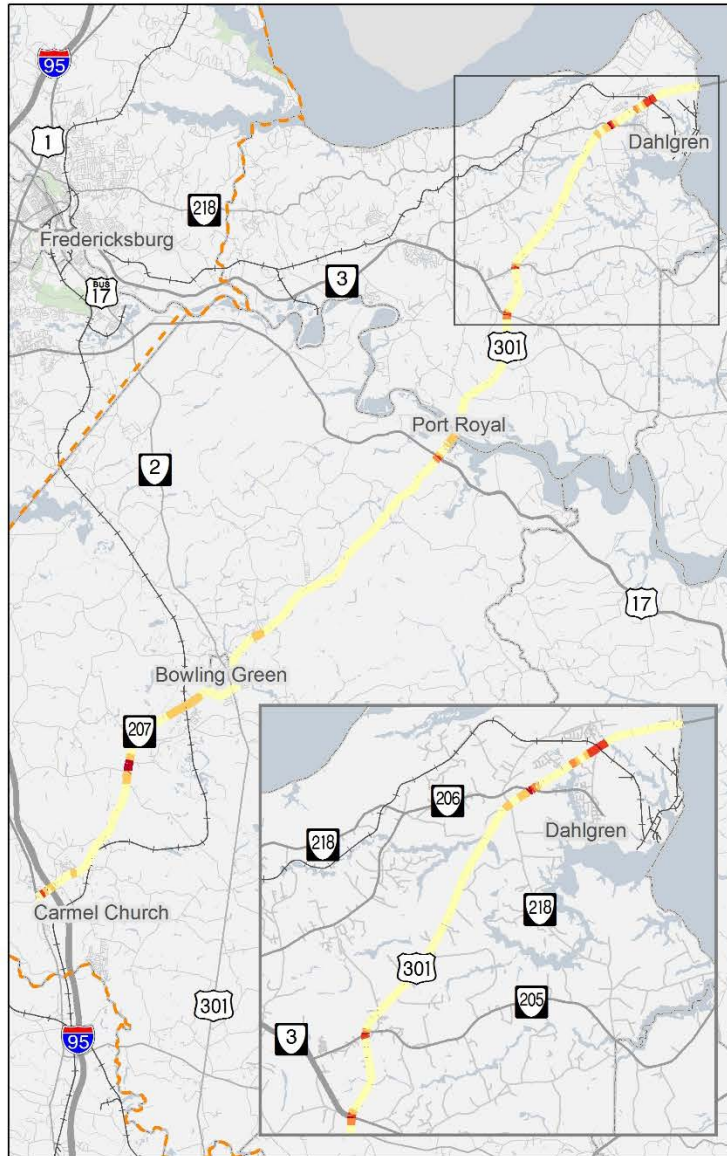 95
1
Dahlgren
218
Fredericksburg
BUS
17
3
301
Port Royal
2
17
Bowling Green
207
206
Dahlgren
218
218
Carmel Church
301
205
301
3
95